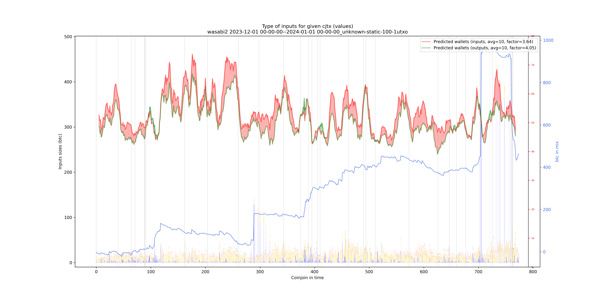 Type of inputs for given cjtx (values)
wasabi2 2023-12-01 00-00-00--2024-01-01 00-00-00_unknown-static-100-1utxo
Predicted wallets (inputs, avg=10, factor=3.64)
Predicted wallets (outputs, avg=10, factor=4.05)
500
400
300
200
100
0
Inputs sizes (btc)
1000
800
600
400
200
0
btc in mix
0 100 200 300 400 500 600 700 800
Coinjoin in time